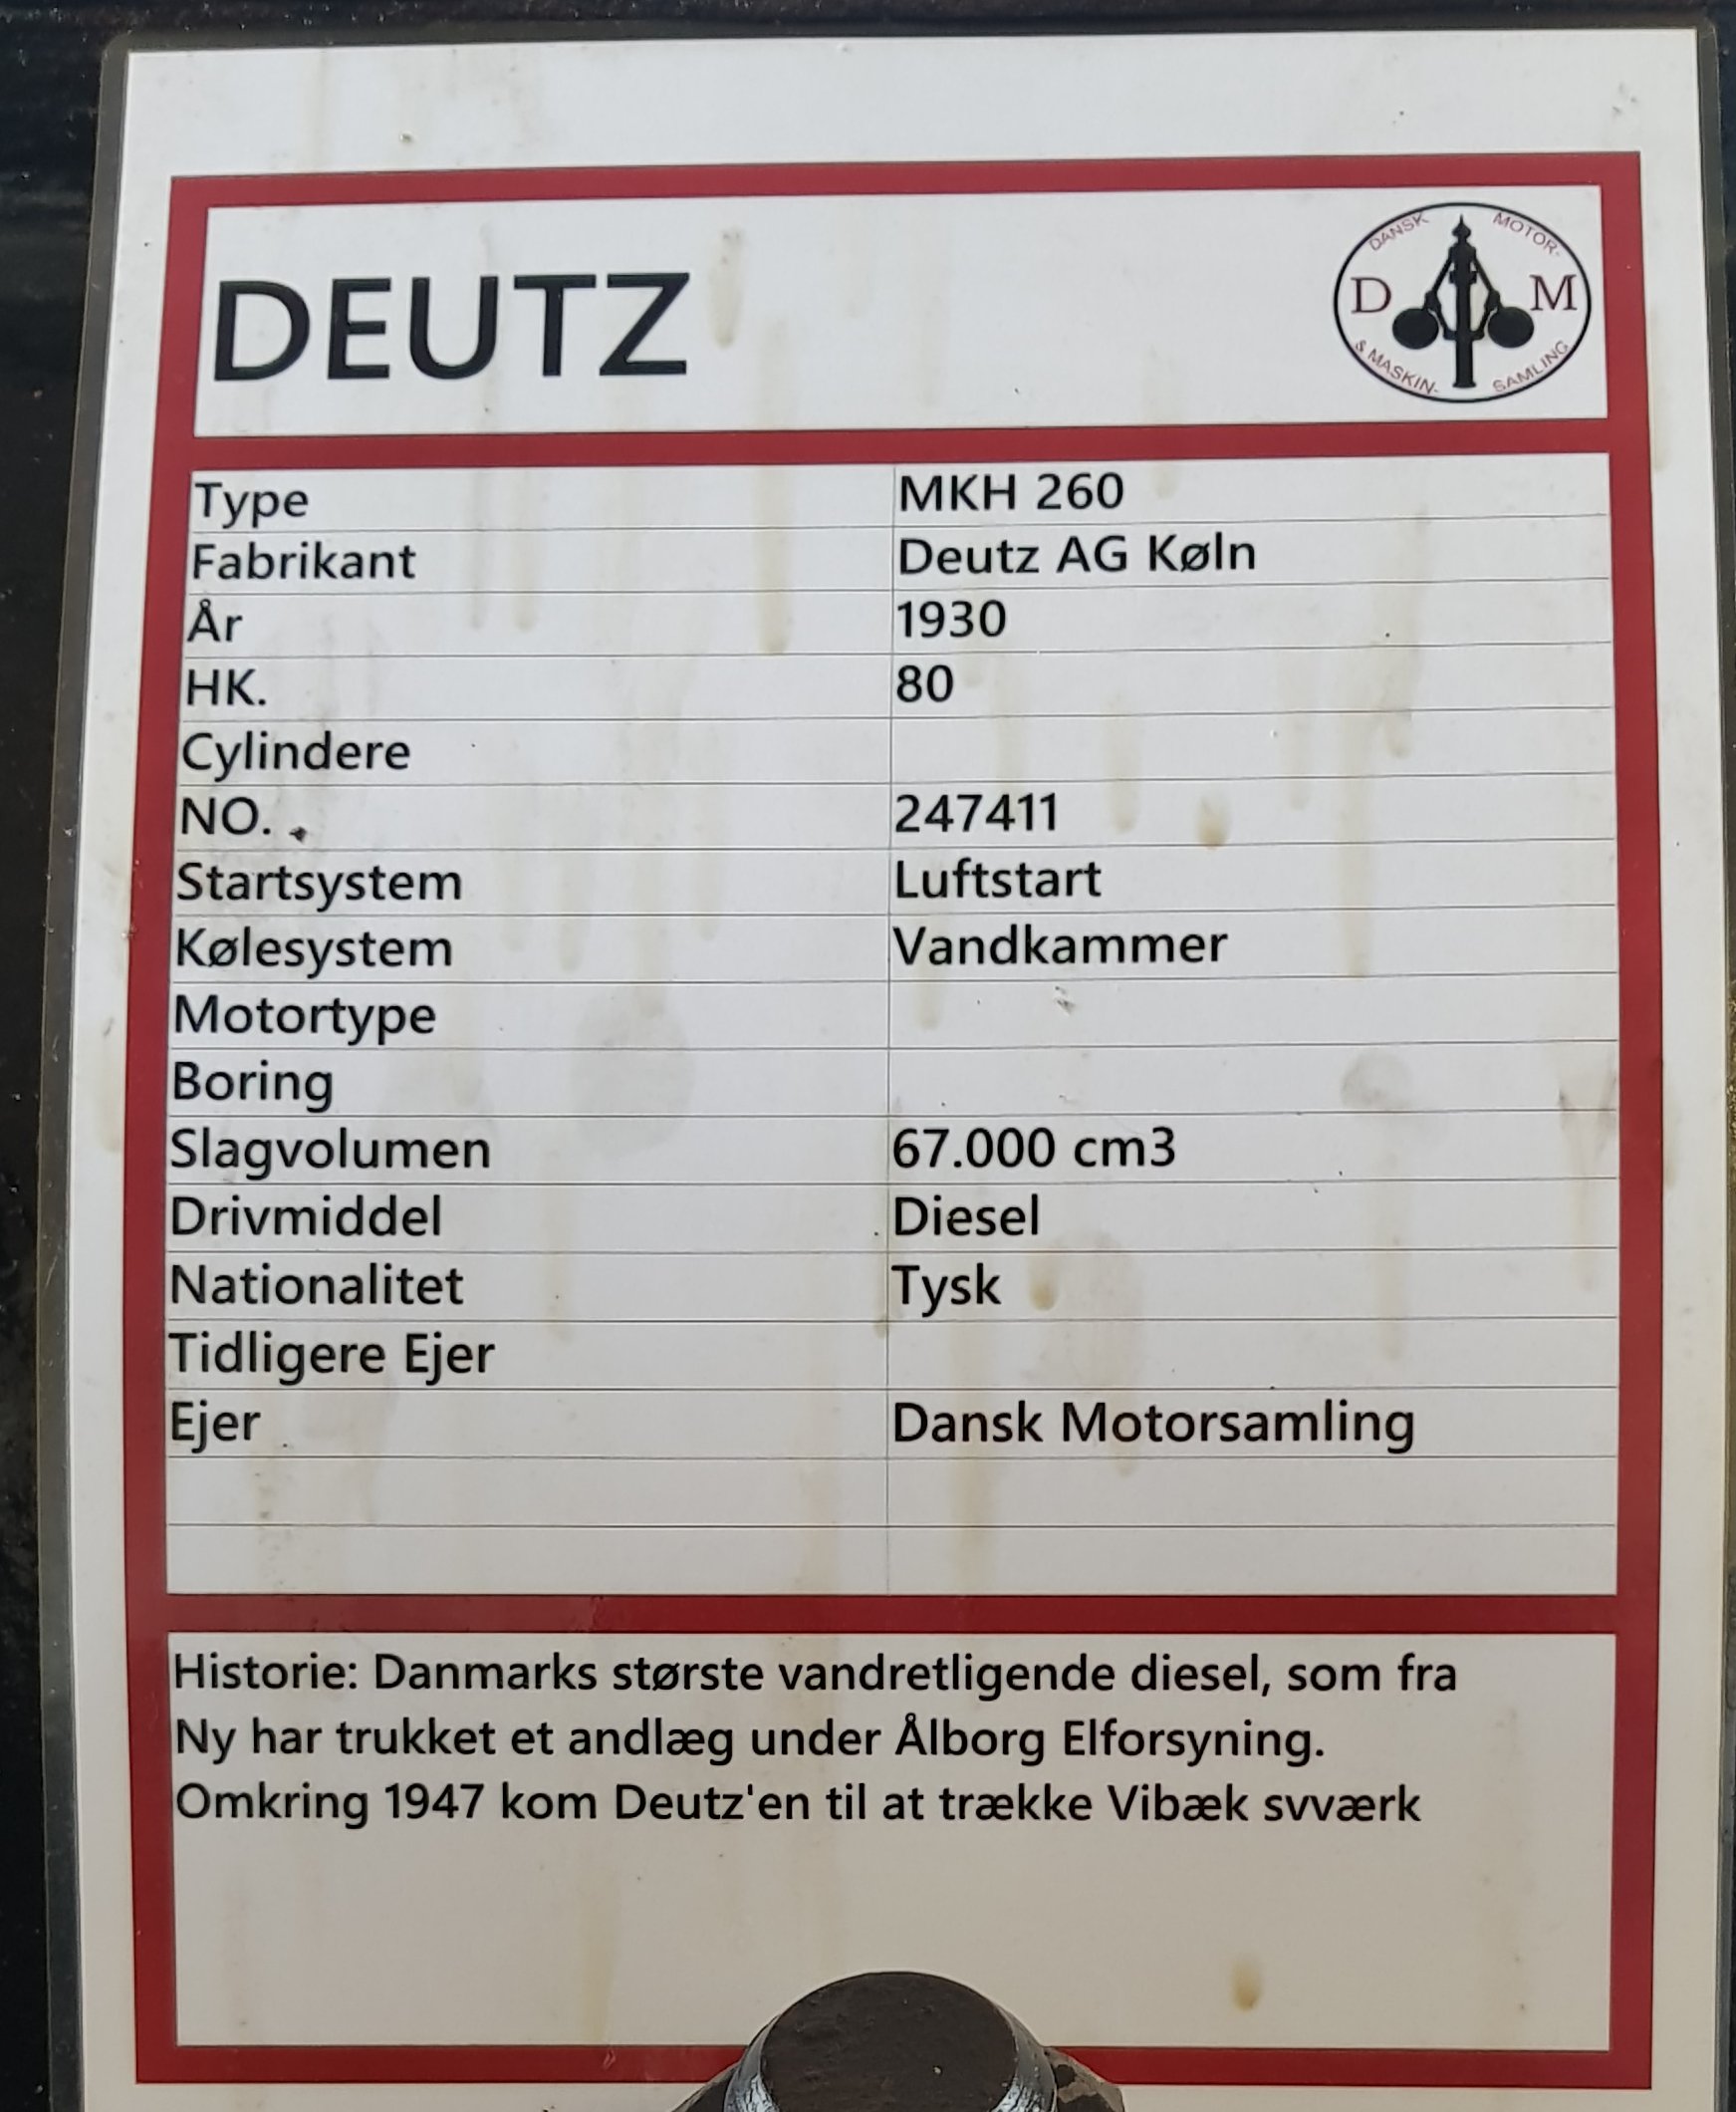 DEUTZ
DANSK MOTOR-
D M
& MASKIN- SAMLING
Type MKH 260
Fabrikant Deutz AG Køln
År 1930
HK. 80
Cylindere
NO. 247411
Startsystem Luftstart
Kølesystem Vandkammer
Motortype
Boring
Slagvolumen 67.000 cm3
Drivmiddel Diesel
Nationalitet Tysk
Tidligere Ejer
Ejer Dansk Motorsamling
Historie: Danmarks største vandretligende diesel, som fra
Ny har trukket et andlæg under Ålborg Elforsyning.
Omkring 1947 kom Deutz'en til at trække Vibæk svværk